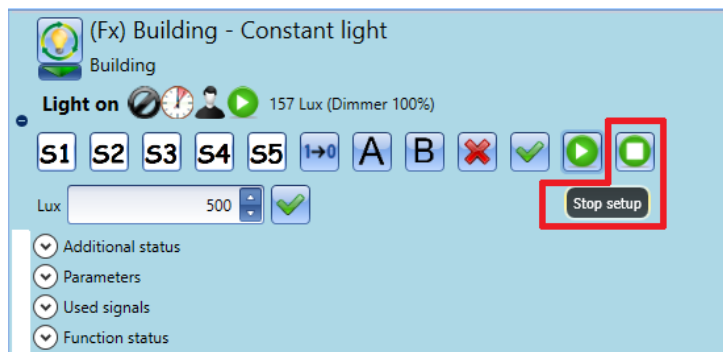 (Fx) Building - Constant light
Building
Light on 157 Lux (Dimmer 100%)
S1 S2 S3 S4 S5 1→0 A B
Lux 500 Stop setup
Additional status
Parameters
Used signals
Function status